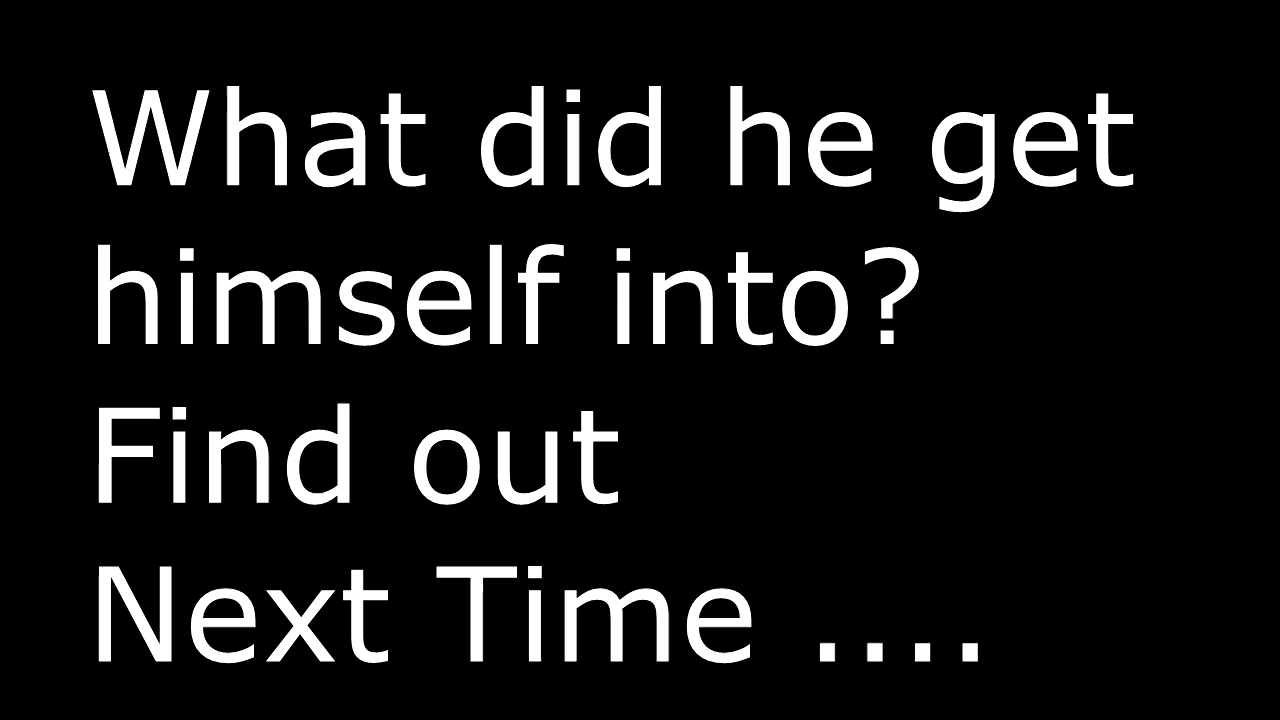 What did he get
himself into?
Find out
Next Time ....